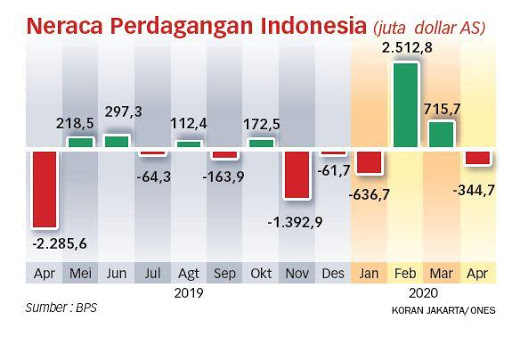 Neraca Perdagangan Indonesia (juta dollar AS)
2.512,8
218,5 297,3 112,4 172,5 715,7
-64,3 -163,9 -61,7 -636,7 -344,7
-1.392,9
-2.285,6
Apr Mei Jun Jul Agt Sep Okt Nov Des Jan Feb Mar Apr
2019 2020
Sumber : BPS
KORAN JAKARTA/ONES